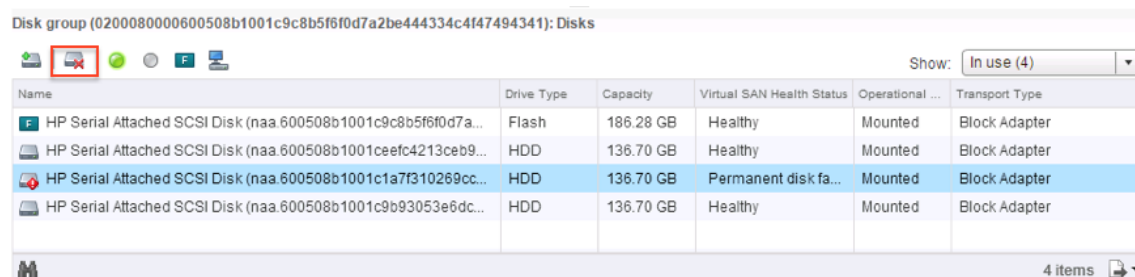 Disk group (0200080000600508b1001c9c8b5f6f0d7a2be444334c4f47494341): Disks
F Show: In use (4)
Name Drive Type Capacity Virtual SAN Health Status Operational ... Transport Type
F HP Serial Attached SCSI Disk (naa.600508b1001c9c8b5f6f0d7a... Flash 186.28 GB Healthy Mounted Block Adapter
HP Serial Attached SCSI Disk (naa.600508b1001ceefc4213ceb9... HDD 136.70 GB Healthy Mounted Block Adapter
HP Serial Attached SCSI Disk (naa.600508b1001c1a7f310269cc... HDD 136.70 GB Permanent disk fa... Mounted Block Adapter
HP Serial Attached SCSI Disk (naa.600508b1001c9b93053e6dc... HDD 136.70 GB Healthy Mounted Block Adapter
4 items